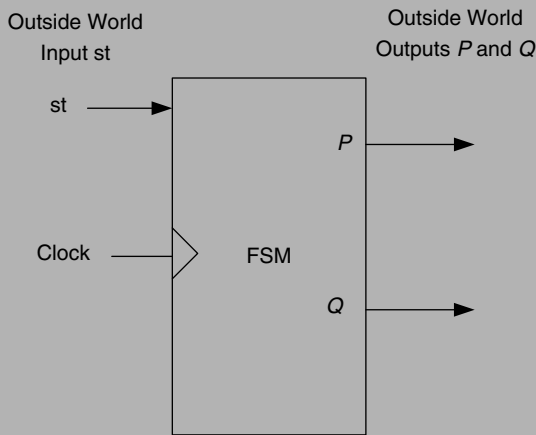 Outside World
Input st
Outside World
Outputs P and Q
st
P
Clock
FSM
Q